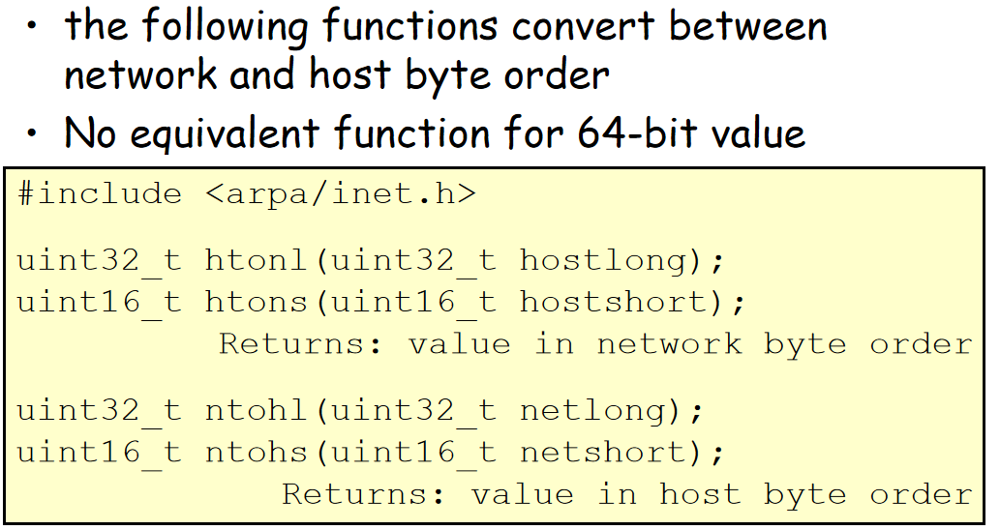 • the following functions convert between
network and host byte order
• No equivalent function for 64-bit value
#include <arpa/inet.h>
uint32_t htonl(uint32_t hostlong);
uint16_t htons(uint16_t hostshort);
Returns: value in network byte order
uint32_t ntohl(uint32_t netlong);
uint16_t ntohs(uint16_t netshort);
Returns: value in host byte order